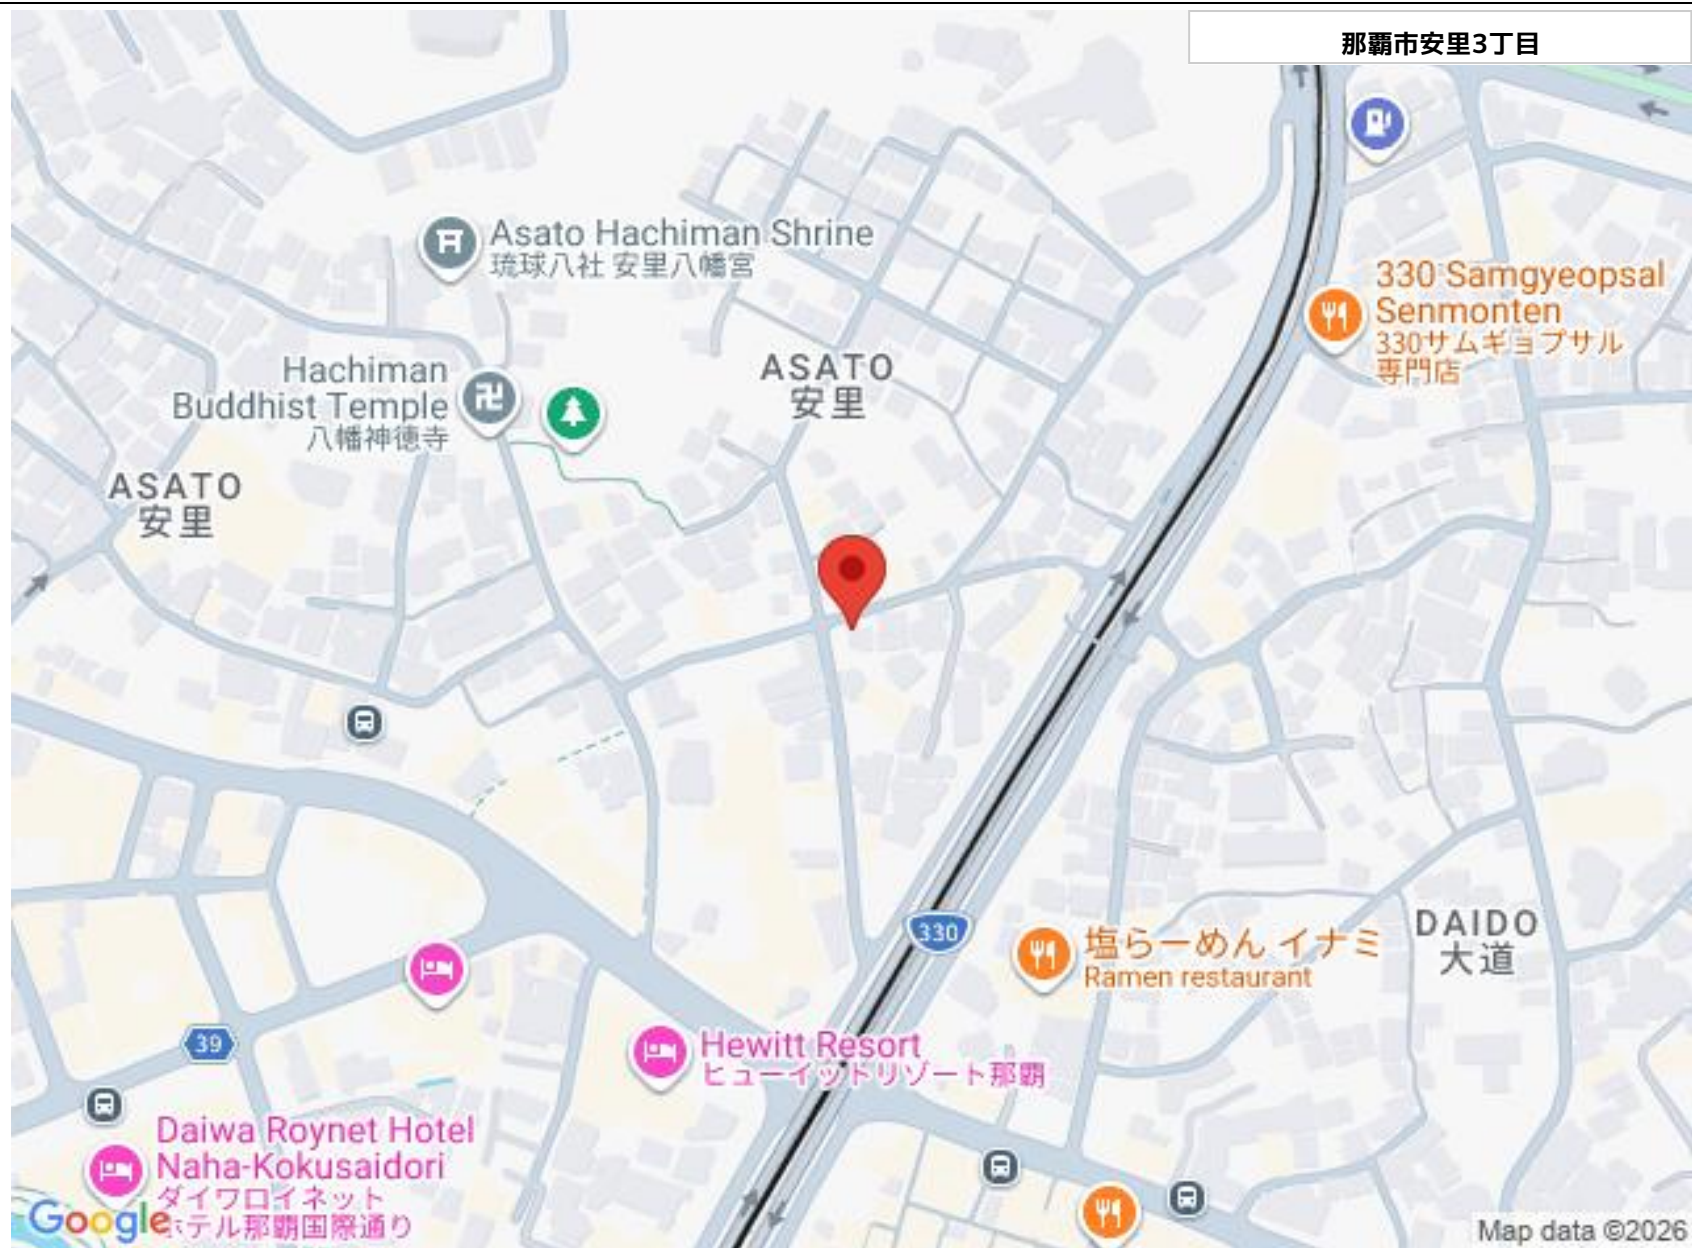 那覇市安里3丁目
Asato Hachiman Shrine
琉球八社 安里八幡宮
330 Samgyeopsal
Senmonten
330サムギョプサル
専門店
Hachiman
Buddhist Temple
八幡神徳寺
ASATO
安里
ASATO
安里
330
塩らーめん イナミ
Ramen restaurant
DAIDO
大道
39
Hewitt Resort
ヒューイットリゾート那覇
Daiwa Roynet Hotel
Naha-Kokusaidori
ダイワロイネット
ホテル那覇国際通り
Google
Map data ©2026